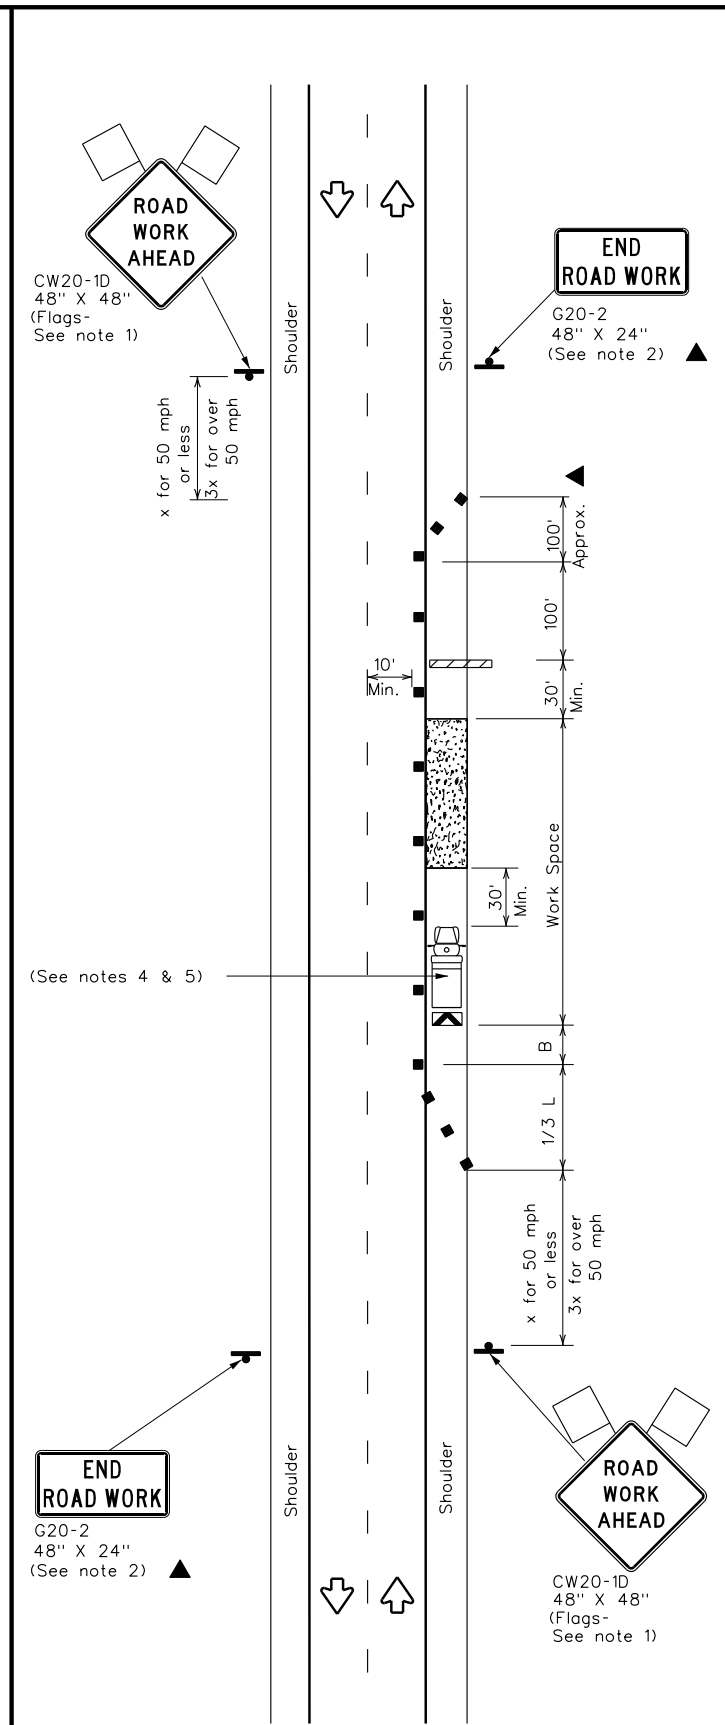 ROAD
WORK
AHEAD
CW20-1D
48" X 48"
(Flags-
See note 1)
Shoulder
Shoulder
END
ROAD WORK
G20-2
48" X 24"
(See note 2)
x for 50 mph
or less
3x for over
50 mph
100'
Approx.
100'
10'
Min.
30'
Min.
Work Space
30'
Min.
(See notes 4 & 5)
B
1/3 L
x for 50 mph
or less
3x for over
50 mph
END
ROAD WORK
G20-2
48" X 24"
(See note 2)
Shoulder
Shoulder
ROAD
WORK
AHEAD
CW20-1D
48" X 48"
(Flags-
See note 1)